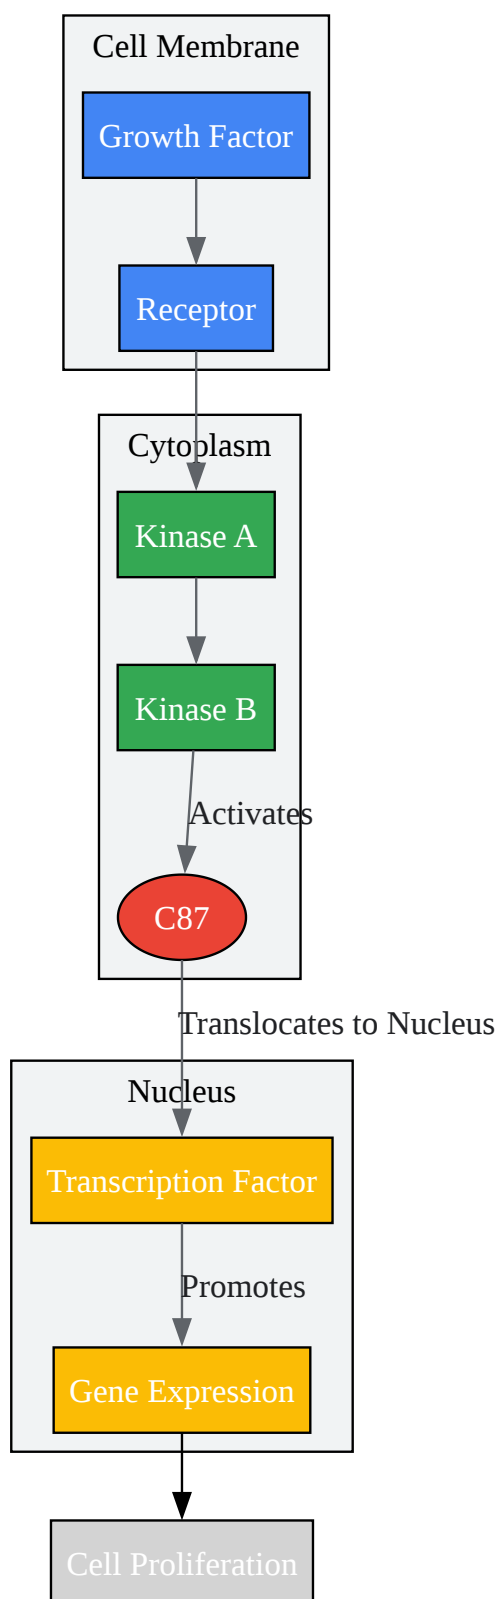 Cell Membrane
Growth Factor
Receptor
Cytoplasm
Kinase A
Kinase B
Activates
C87
Translocates to Nucleus
Nucleus
Transcription Factor
Promotes
Gene Expression
Cell Proliferation